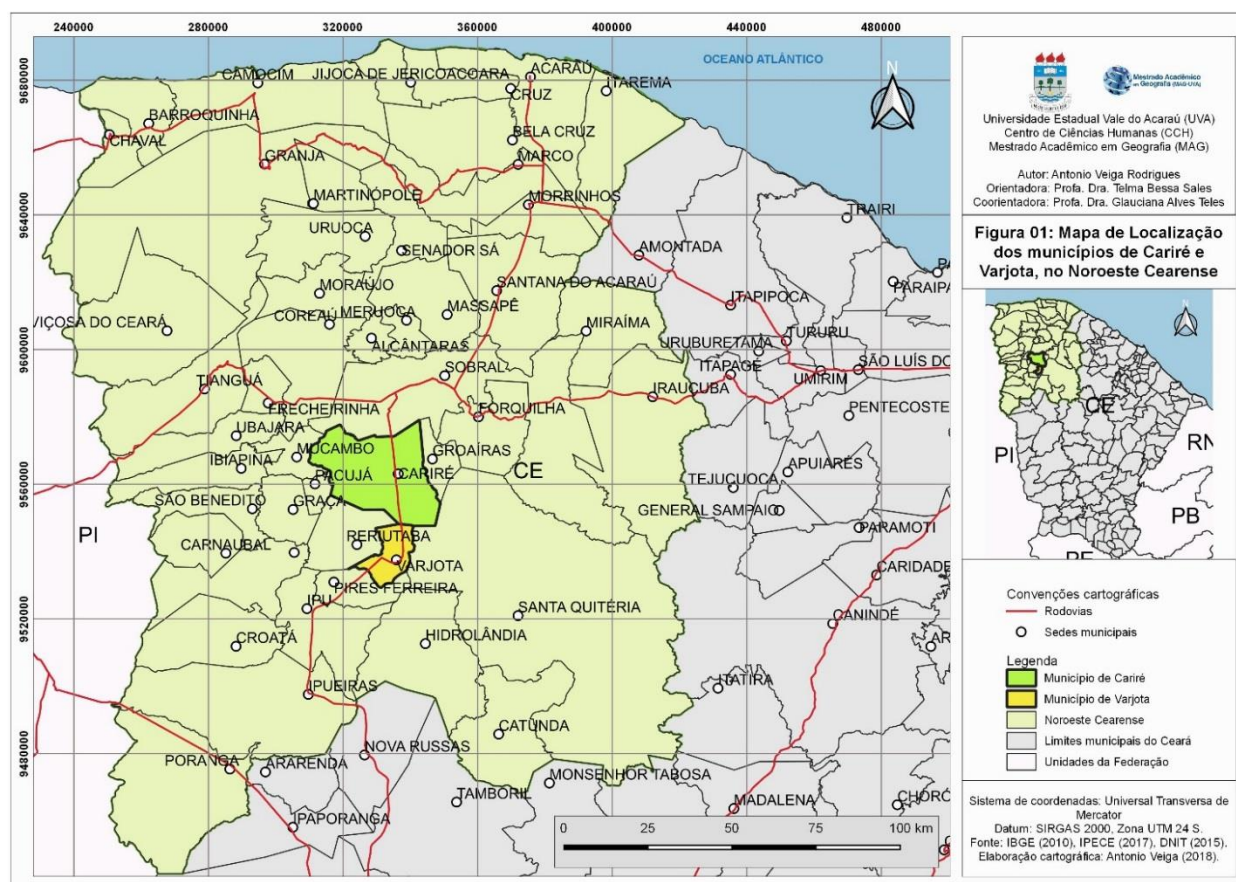 240000 280000 320000 360000 400000 440000 480000
9680000
9640000
9600000
9560000
9520000
9480000
OCEANO ATLÂNTICO
N
CAMOCIM
JIJOCA DE JERICOACOARA
ACARAÚ
CRUZ
ITAREMA
BARROQUINHA
CHAVAL
BELA CRUZ
GRANJA
MARCO
MARTINÓPOLE
MORRINHOS
TRAIRI
URUOCA
SENADOR SÁ
AMONTADA
MORAÚJO
SANTANA DO ACARAÚ
PARAIPA
ITAPIPOCA
COREAÚ
MERUOCA
MASSAPÊ
VIÇOSA DO CEARÁ
MIRAÍMA
ALCÂNTARAS
TURURU
URUBURETAMA
SOBRAL
ITAPAGÉ
UMIRIM
SÃO LUÍS DO
TIANGUÁ
IRAUÇUBA
FRECHEIRINHA
FORQUILHA
PENTECOSTE
UBAJARA
MUCAMBO
GROAÍRAS
IBIAPINA
PACUJÁ
CARIRÉ
CE
APUIARÉS
TEJUÇUOCA
SÃO BENEDITO
GRAÇA
GENERAL SAMPAIO
PARAMOTI
PI
RERIUTABA
CARNAUBAL
VARJOTA
PIRES FERREIRA
CARIDADE
IPU
SANTA QUITÉRIA
CANINDÉ
CROATÁ
HIDROLÂNDIA
AR
IPUEIRAS
ITATIRA
CATUNDA
NOVA RUSSAS
PORANGA
ARARENDA
MONSENHOR TABOSA
TAMBORIL
MADALENA
CHORÓ
IPAPORANGA
0 25 50 75 100 km
Mestrado Acadêmico
em Geografia (MAG-UVA)
Universidade Estadual Vale do Acaraú (UVA)
Centro de Ciências Humanas (CCH)
Mestrado Acadêmico em Geografia (MAG)
Autor: Antonio Veiga Rodrigues
Orientadora: Profa. Dra. Telma Bessa Sales
Coorientadora: Profa. Dra. Glauciana Alves Teles
Figura 01: Mapa de Localização
dos municípios de Cariré e
Varjota, no Noroeste Cearense
N
CE
PI
RN
PB
PE
Convenções cartográficas
Rodovias
Sedes municipais
Legenda
Município de Cariré
Município de Varjota
Noroeste Cearense
Limites municipais do Ceará
Unidades da Federação
Sistema de coordenadas: Universal Transversa de
Mercator
Datum: SIRGAS 2000, Zona UTM 24 S.
Fonte: IBGE (2010), IPECE (2017), DNIT (2015).
Elaboração cartográfica: Antonio Veiga (2018).